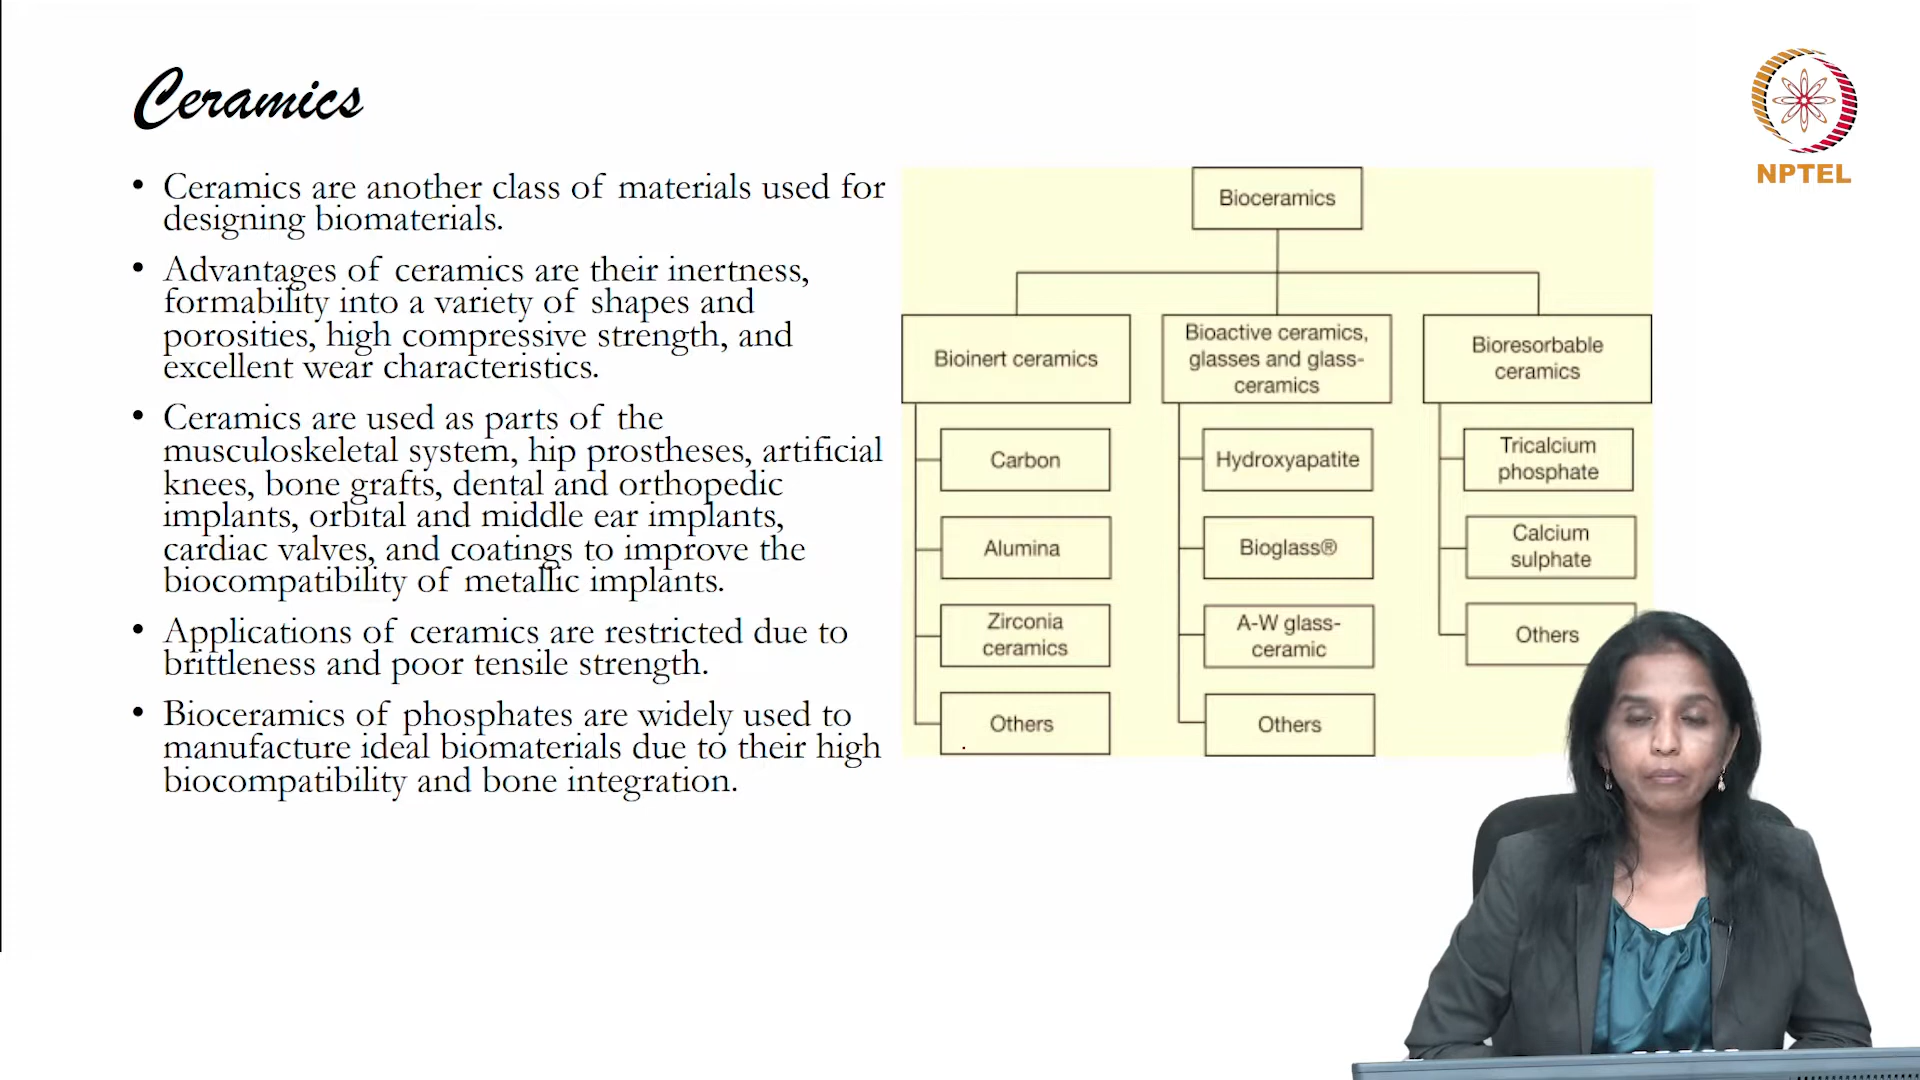 Ceramics
NPTEL
• Ceramics are another class of materials used for
designing biomaterials.
• Advantages of ceramics are their inertness,
formability into a variety of shapes and
porosities, high compressive strength, and
excellent wear characteristics.
• Ceramics are used as parts of the
musculoskeletal system, hip prostheses, artificial
knees, bone grafts, dental and orthopedic
implants, orbital and middle ear implants,
cardiac valves, and coatings to improve the
biocompatibility of metallic implants.
• Applications of ceramics are restricted due to
brittleness and poor tensile strength.
• Bioceramics of phosphates are widely used to
manufacture ideal biomaterials due to their high
biocompatibility and bone integration.
Bioceramics
Bioinert ceramics
Carbon
Alumina
Zirconia
ceramics
Others
Bioactive ceramics,
glasses and glass-
ceramics
Hydroxyapatite
Bioglass®
A-W glass-
ceramic
Others
Bioresorbable
ceramics
Tricalcium
phosphate
Calcium
sulphate
Others